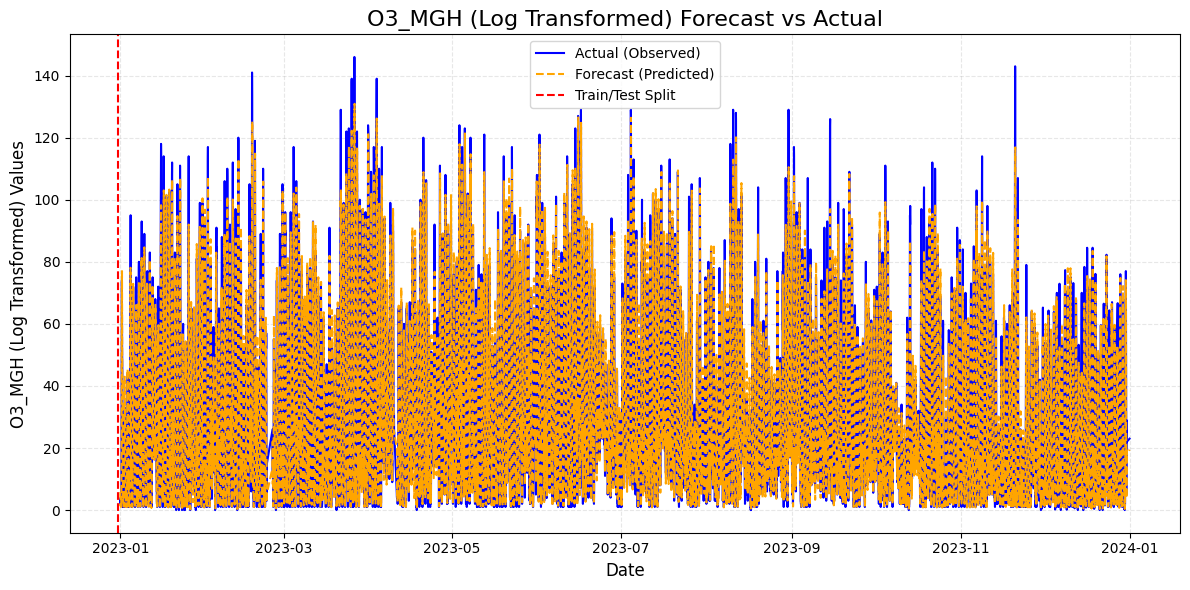 O3_MGH (Log Transformed) Forecast vs Actual
Actual (Observed)
Forecast (Predicted)
Train/Test Split
O3_MGH (Log Transformed) Values
140
120
100
80
60
40
20
0
2023-01 2023-03 2023-05 2023-07 2023-09 2023-11 2024-01
Date